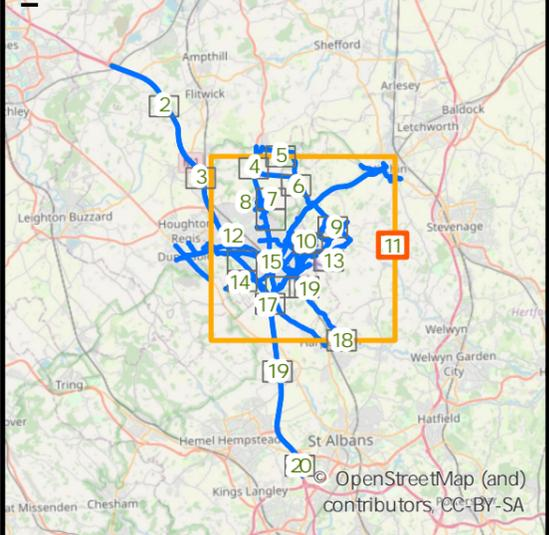 Ampthill
Shefford
Flitwick
Arlesey
2
Baldock
Letchworth
5
4
3
6
8
7
Leighton Buzzard
Houghton
Regis
Stevenage
9
12
10
11
15
13
14
19
17
18
Welwyn
Welwyn
Garden
City
19
Tring
Hatfield
Hemel Hempstead
St Albans
20
© OpenStreetMap (and)
Kings Langley
contributors, CC-BY-SA
Chesham
at Missenden